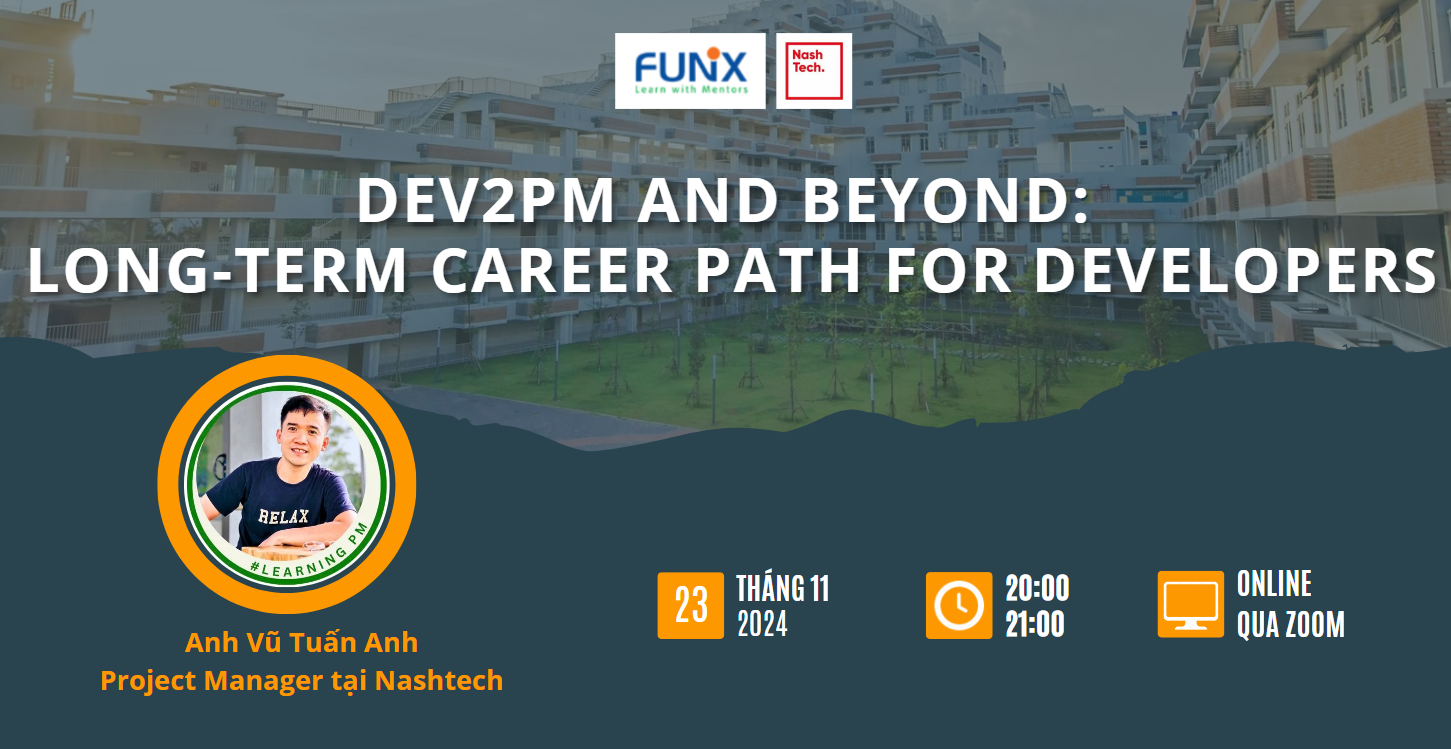 FUNiX
Learn with Mentors
Nash
Tech.
DEV2PM AND BEYOND:
LONG-TERM CAREER PATH FOR DEVELOPERS
RELAX
#LEARNING PM
Anh Vũ Tuấn Anh
Project Manager tại Nashtech
23
THÁNG 11
2024
20:00
21:00
ONLINE
QUA ZOOM